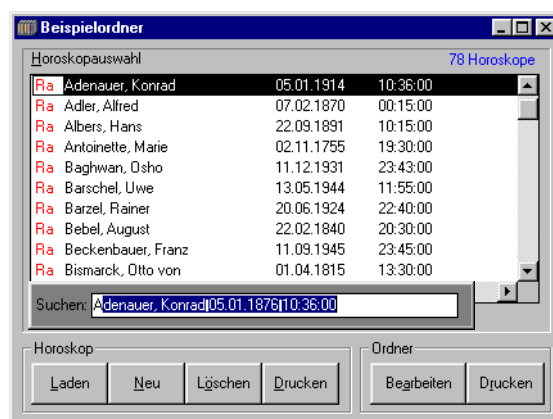 Beispielordner
Horoskopauswahl 78 Horoskope
Ra Adenauer, Konrad 05.01.1914 10:36:00
Ra Adler, Alfred 07.02.1870 00:15:00
Ra Albers, Hans 22.09.1891 10:15:00
Ra Antoinette, Marie 02.11.1755 19:30:00
Ra Baghwan, Osho 11.12.1931 23:43:00
Ra Barschel, Uwe 13.05.1944 11:55:00
Ra Barzel, Rainer 20.06.1924 22:40:00
Ra Bebel, August 22.02.1840 20:30:00
Ra Beckenbauer, Franz 11.09.1945 23:45:00
Ra Bismarck, Otto von 01.04.1815 13:30:00
Suchen: Adenauer, Konrad|05.01.1876|10:36:00
Horoskop Ordner
Laden Neu Löschen Drucken Bearbeiten Drucken